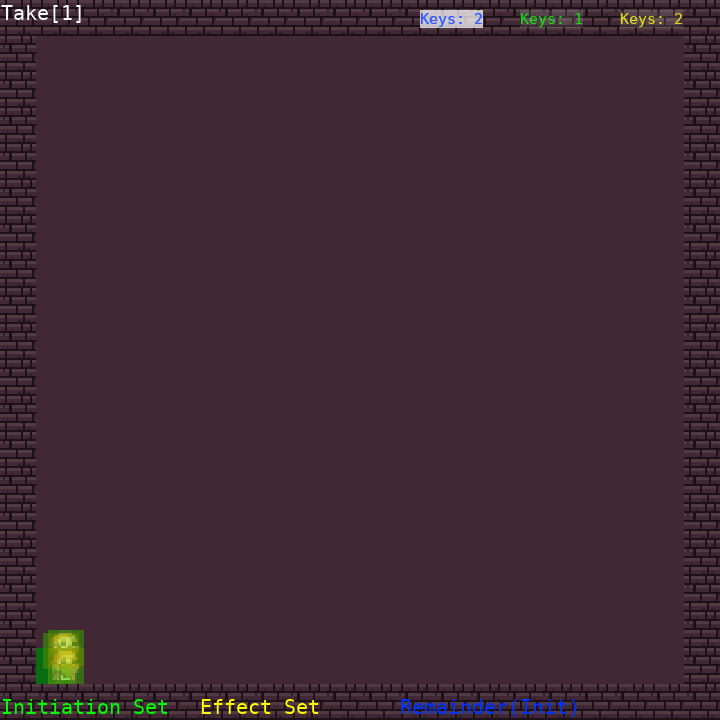 Take[1]
Keys: 2 Keys: 1 Keys: 2
Initiation Set Effect Set Remainder(Init)